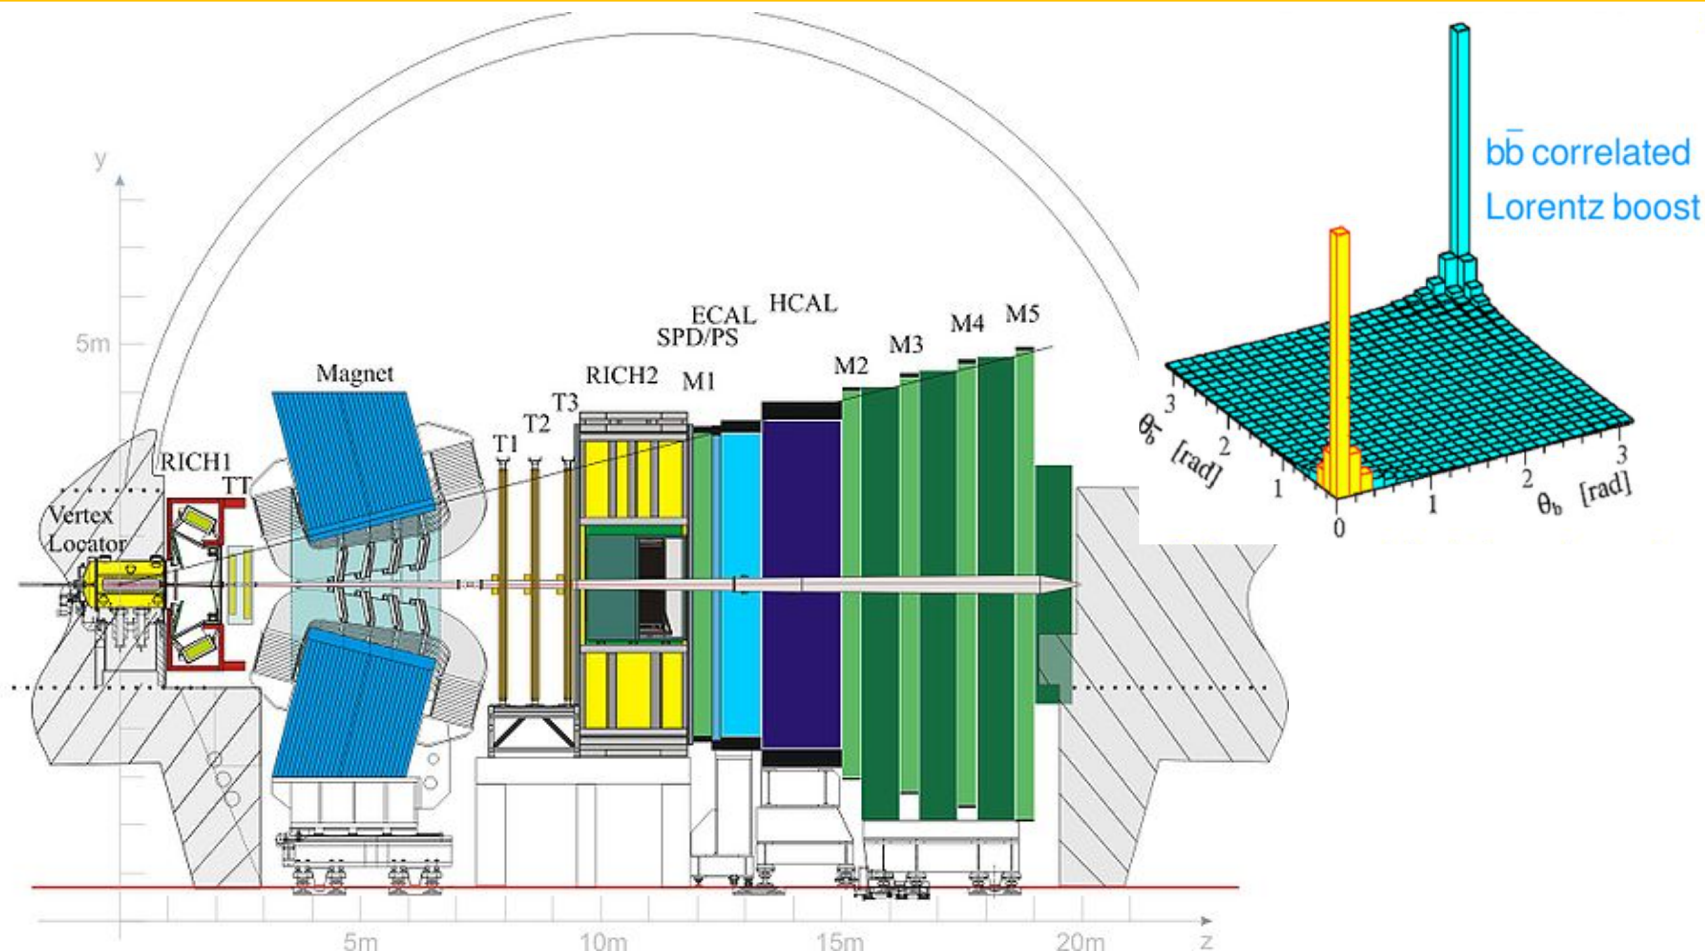 y
5m
Vertex
Locator
RICH1
TT
Magnet
T1
T2
T3
RICH2
SPD/PS
ECAL
M1
HCAL
M2
M3
M4
M5
5m
10m
15m
20m
z
bb̅ correlated
Lorentz boost
3
2
1
θb̅ [rad]
0
1
2
3
θb [rad]